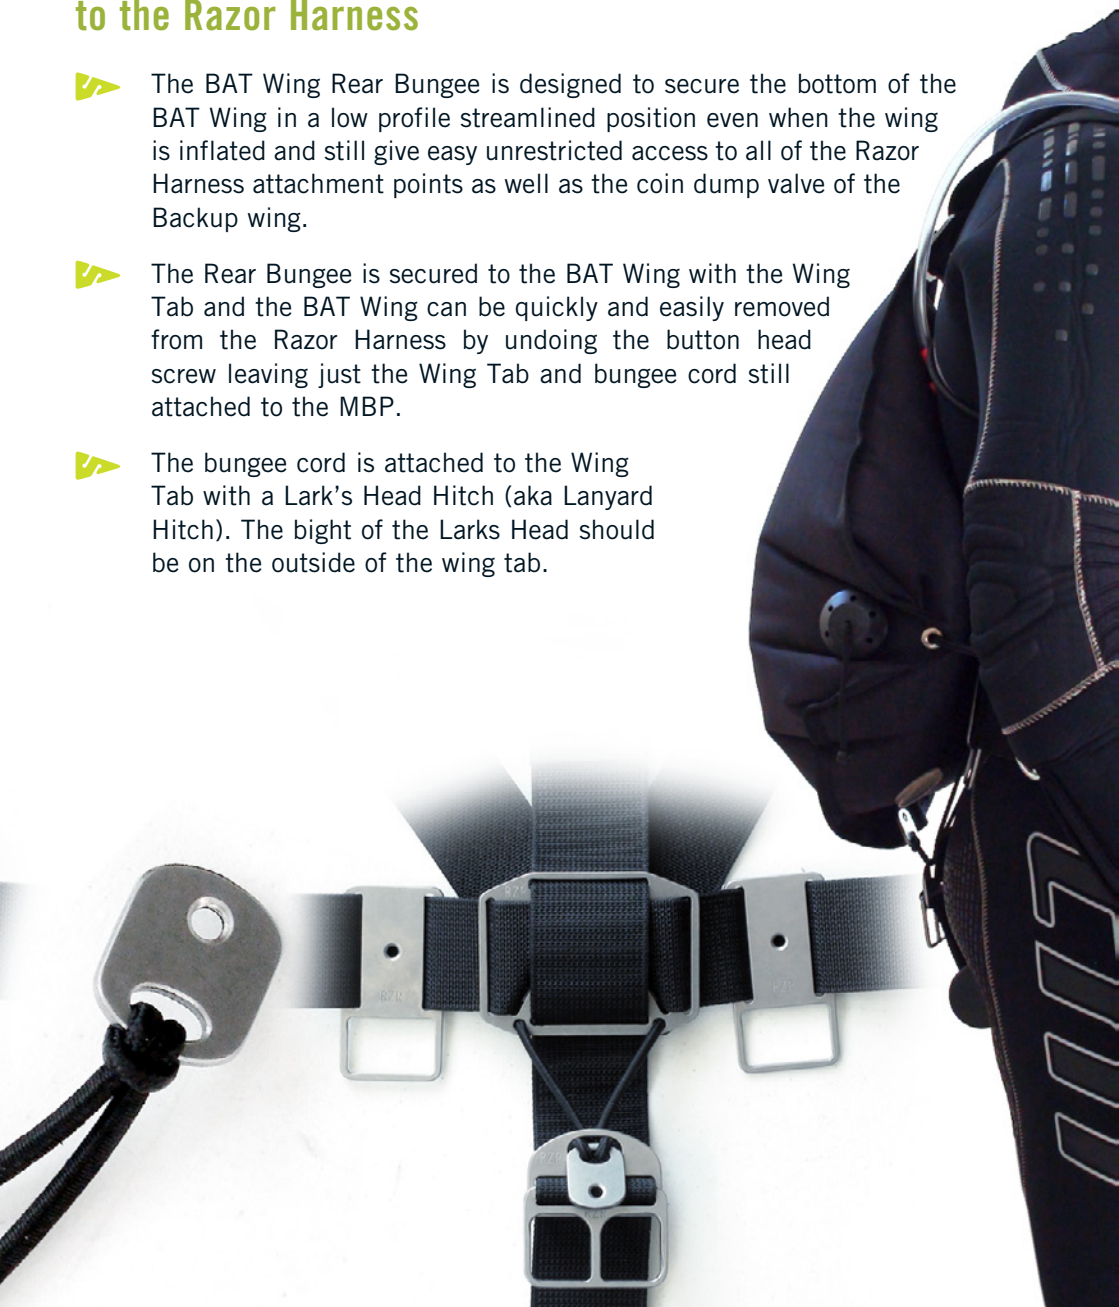 to the Razor Harness
The BAT Wing Rear Bungee is designed to secure the bottom of the
BAT Wing in a low profile streamlined position even when the wing
is inflated and still give easy unrestricted access to all of the Razor
Harness attachment points as well as the coin dump valve of the
Backup wing.
The Rear Bungee is secured to the BAT Wing with the Wing
Tab and the BAT Wing can be quickly and easily removed
from the Razor Harness by undoing the button head
screw leaving just the Wing Tab and bungee cord still
attached to the MBP.
The bungee cord is attached to the Wing
Tab with a Lark’s Head Hitch (aka Lanyard
Hitch). The bight of the Larks Head should
be on the outside of the wing tab.
RZR
RZR
RZR
RZR
RZR